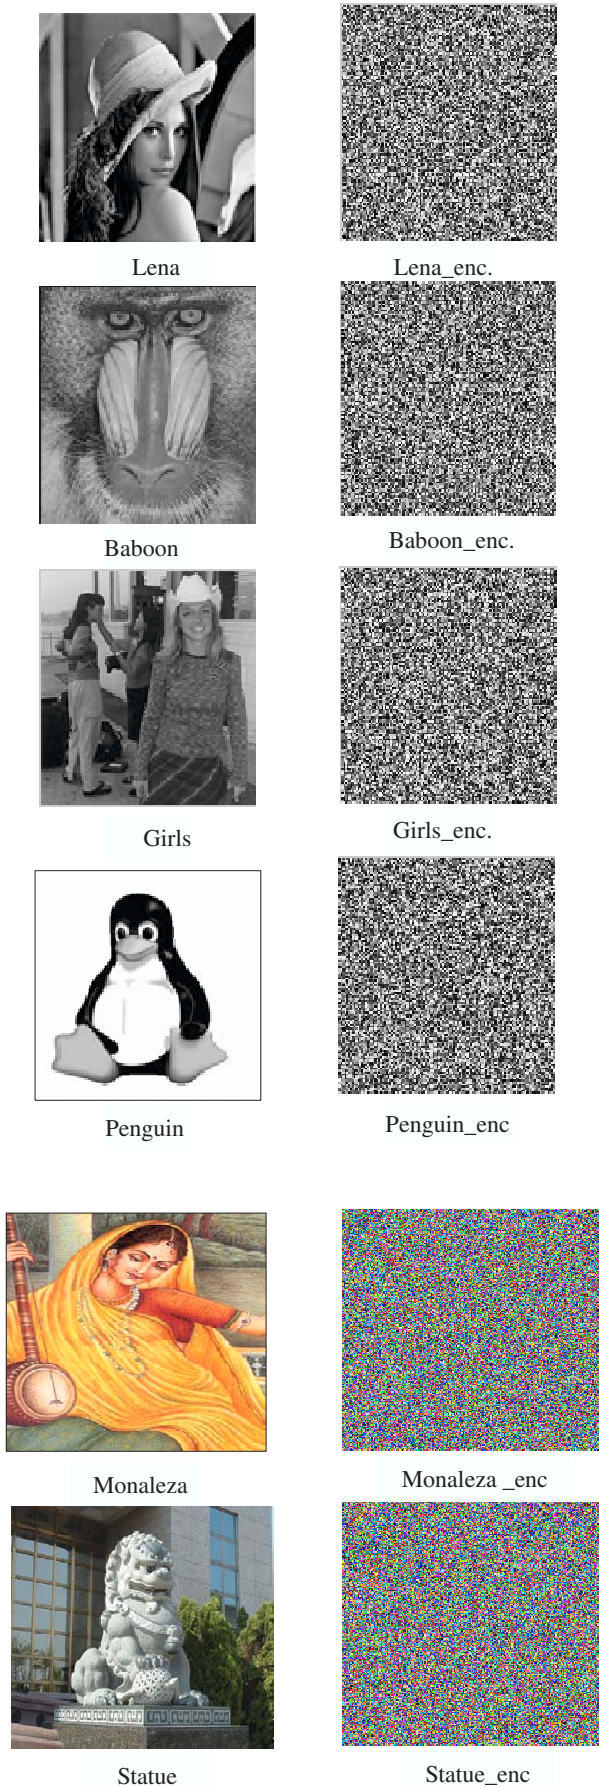 Lena
Lena_enc.
Baboon
Baboon_enc.
Girls
Girls_enc.
Penguin
Penguin_enc
Monaleza
Monaleza _enc
Statue
Statue_enc